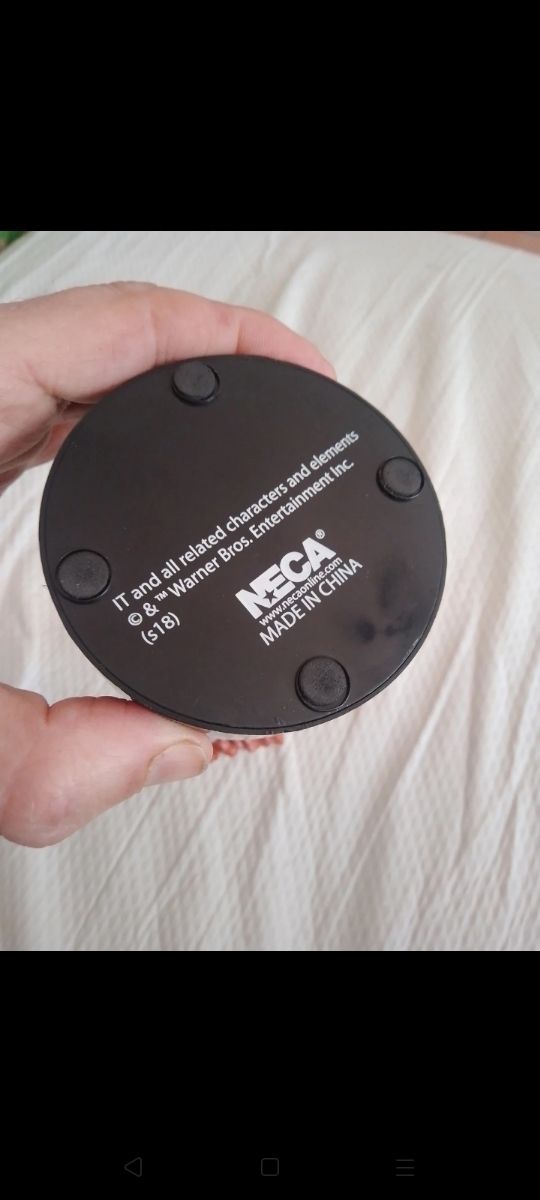 IT and all related characters and elements
© & ™ Warner Bros. Entertainment Inc.
(s18)
NECA®
www.necaonline.com
MADE IN CHINA